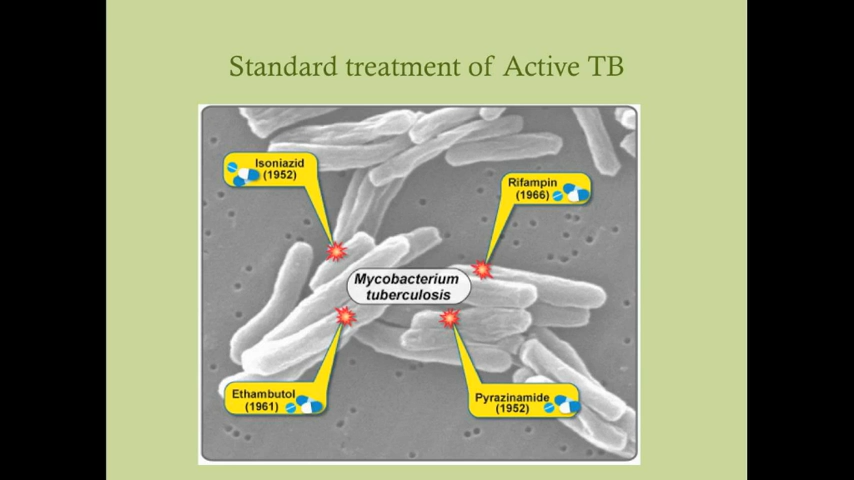 Standard treatment of Active TB
Isoniazid
(1952)
Rifampin
(1966)
Mycobacterium
tuberculosis
Ethambutol
(1961)
Pyrazinamide
(1952)